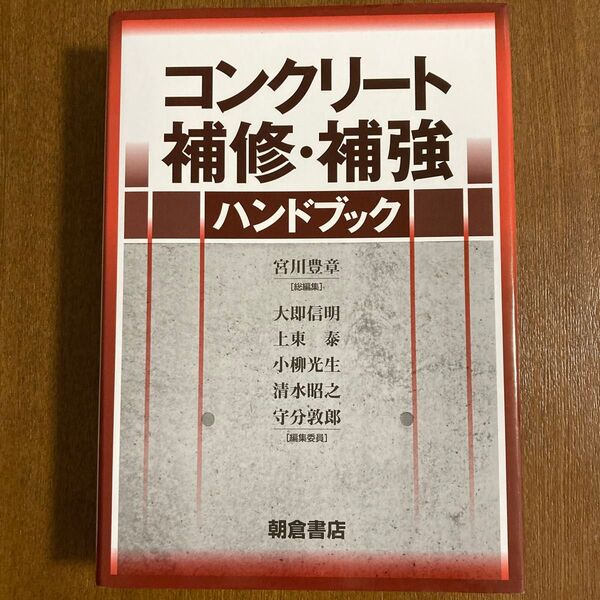 コンクリート
補修・補強
ハンドブック
宮川豊章
［総編集］
大即信明
上東 泰
小柳光生
清水昭之
守分敦郎
［編集委員］
朝倉書店